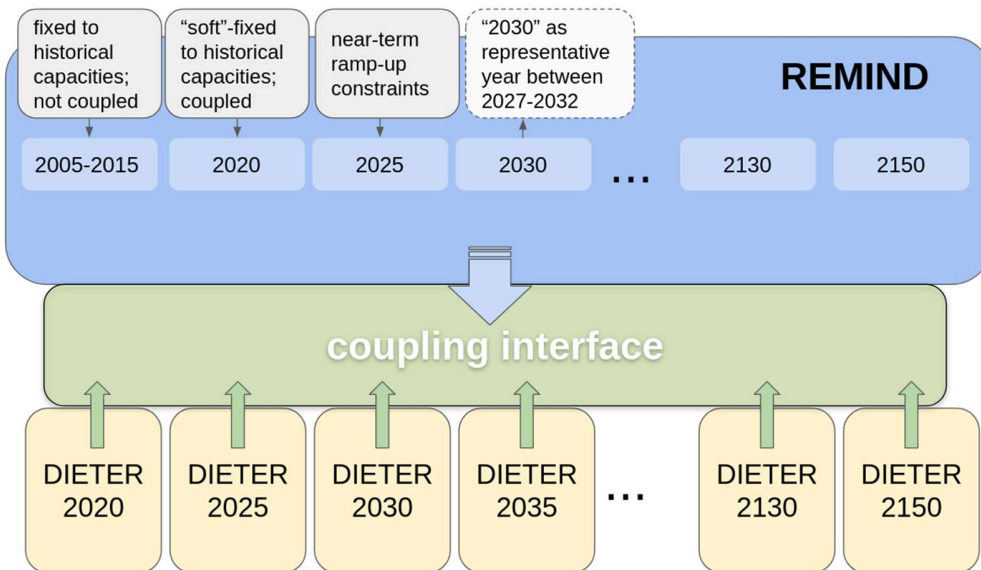 fixed to
historical
capacities;
not coupled
“soft”-fixed
to historical
capacities;
coupled
near-term
ramp-up
constraints
“2030” as
representative
year between
2027-2032
REMIND
2005-2015
2020
2025
2030
...
2130
2150
coupling interface
DIETER
2020
DIETER
2025
DIETER
2030
DIETER
2035
...
DIETER
2130
DIETER
2150